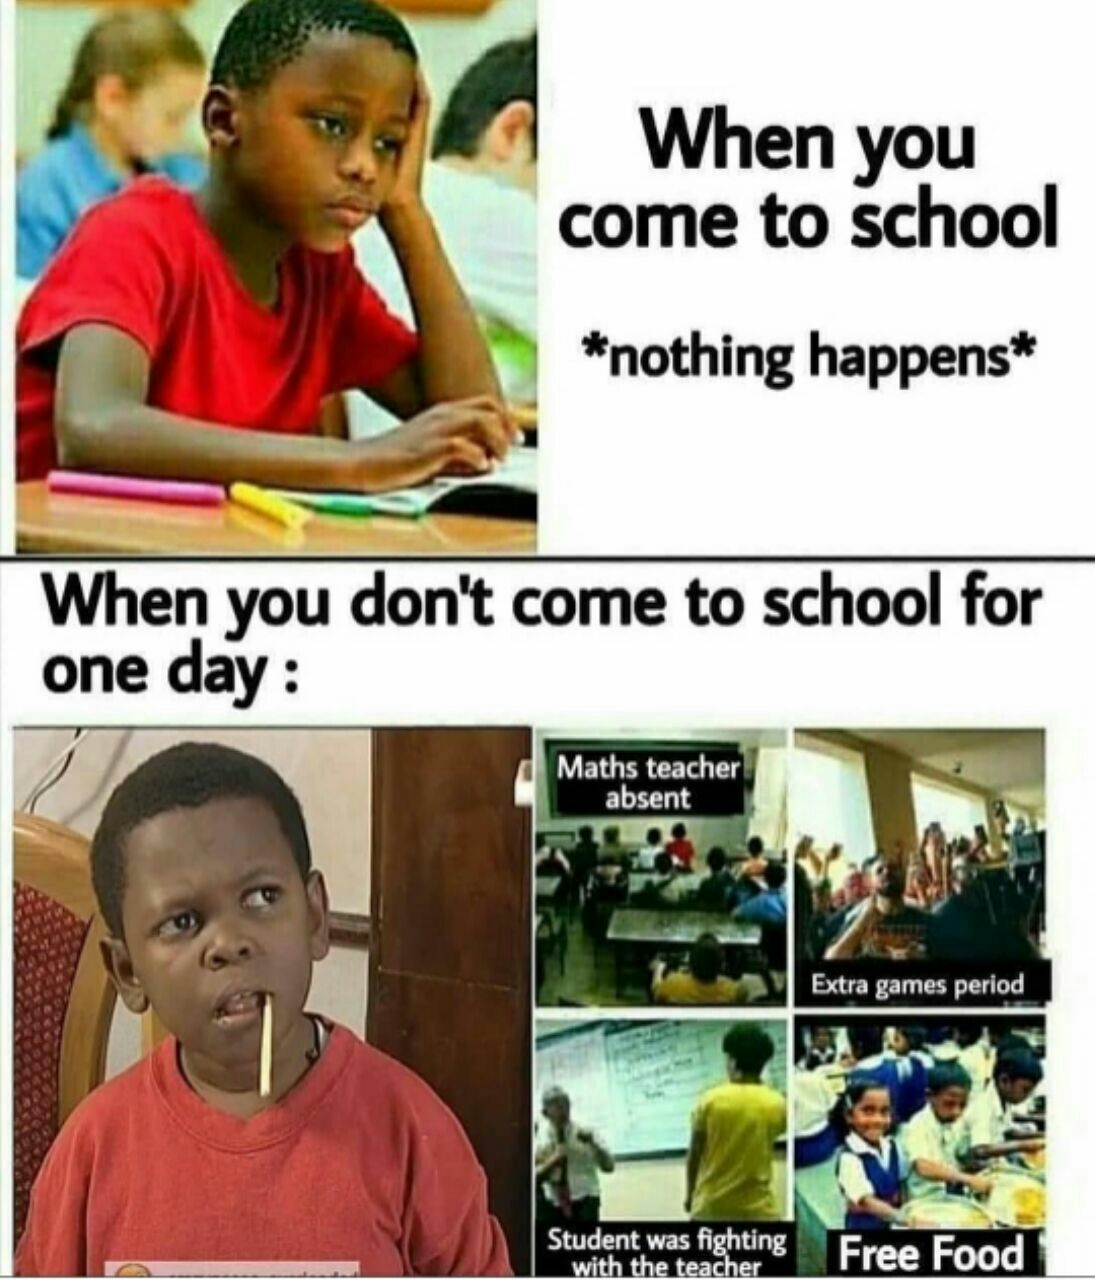 When you
come to school
*nothing happens*
When you don't come to school for
one day :
Maths teacher
absent
Extra games period
Student was fighting
with the teacher
Free Food